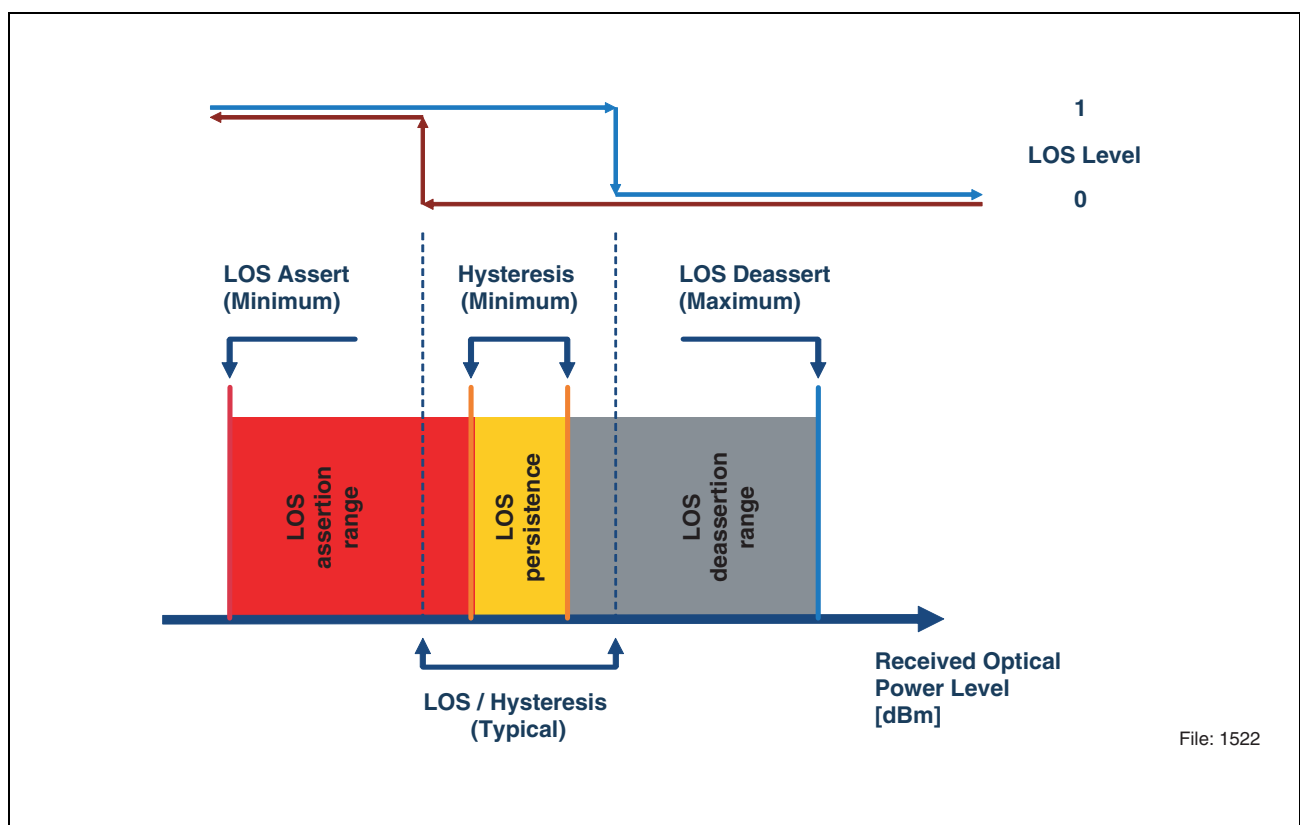 1
LOS Level
0
LOS Assert
(Minimum)
Hysteresis
(Minimum)
LOS Deassert
(Maximum)
LOS
assertion
range
LOS
persistence
LOS
deassertion
range
LOS / Hysteresis
(Typical)
Received Optical
Power Level
[dBm]
File: 1522